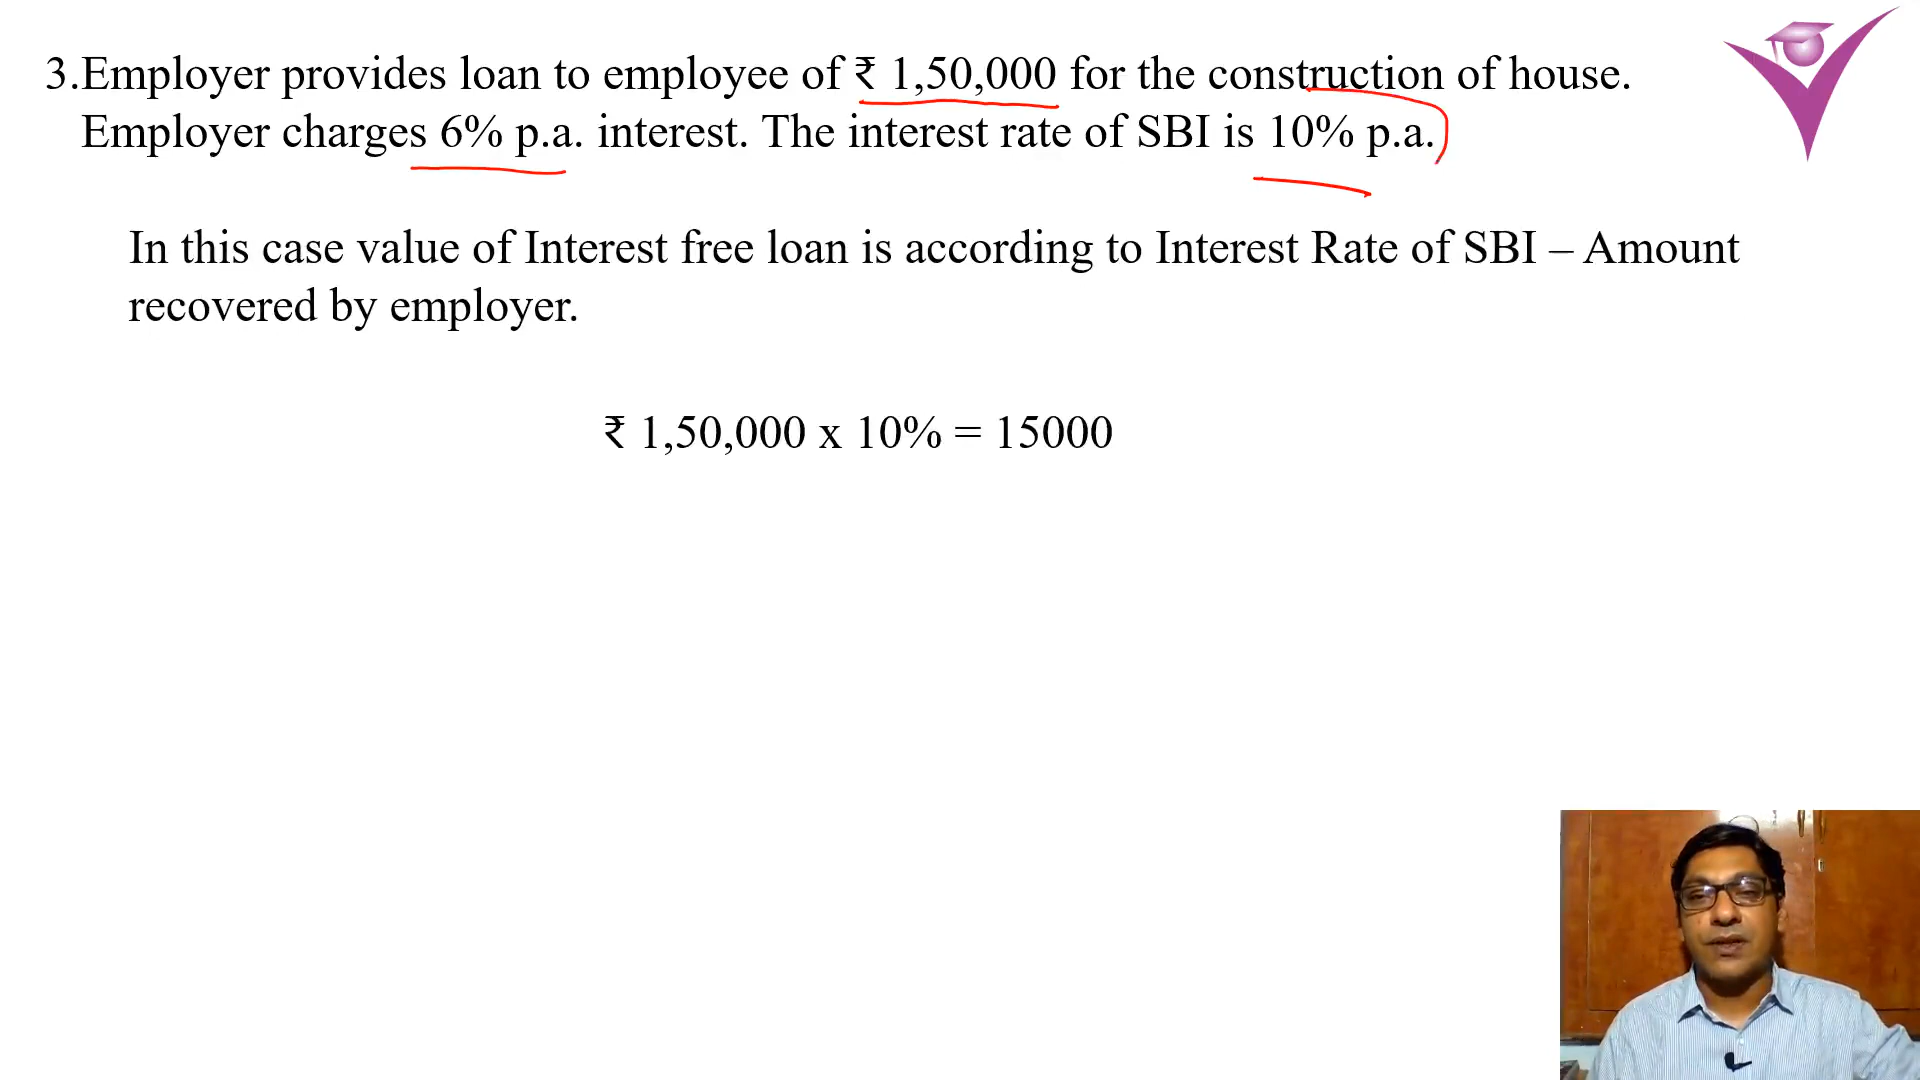 3.Employer provides loan to employee of ₹ 1,50,000 for the construction of house.
Employer charges 6% p.a. interest. The interest rate of SBI is 10% p.a.
In this case value of Interest free loan is according to Interest Rate of SBI – Amount
recovered by employer.
₹ 1,50,000 x 10% = 15000